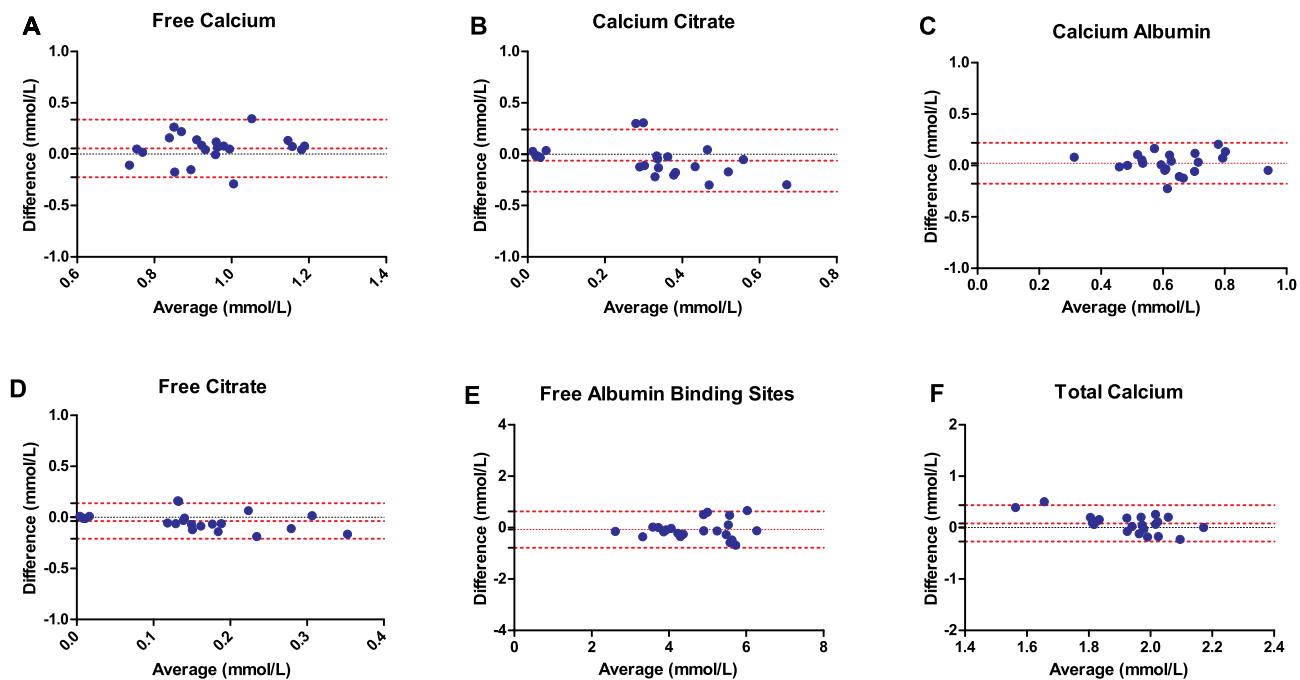 A
Free Calcium
Difference (mmol/L)
1.0
0.5
0.0
-0.5
-1.0
0.6 0.8 1.0 1.2 1.4
Average (mmol/L)
B
Calcium Citrate
Difference (mmol/L)
1.0
0.5
0.0
-0.5
-1.0
0.0 0.2 0.4 0.6 0.8
Average (mmol/L)
C
Calcium Albumin
Difference (mmol/L)
1.0
0.5
0.0
-0.5
-1.0
0.0 0.2 0.4 0.6 0.8 1.0
Average (mmol/L)
D
Free Citrate
Difference (mmol/L)
1.0
0.5
0.0
-0.5
-1.0
0.0 0.1 0.2 0.3 0.4
Average (mmol/L)
E
Free Albumin Binding Sites
Difference (mmol/L)
4
2
0
-2
-4
0 2 4 6 8
Average (mmol/L)
F
Total Calcium
Difference (mmol/L)
2
1
0
-1
-2
1.4 1.6 1.8 2.0 2.2 2.4
Average (mmol/L)